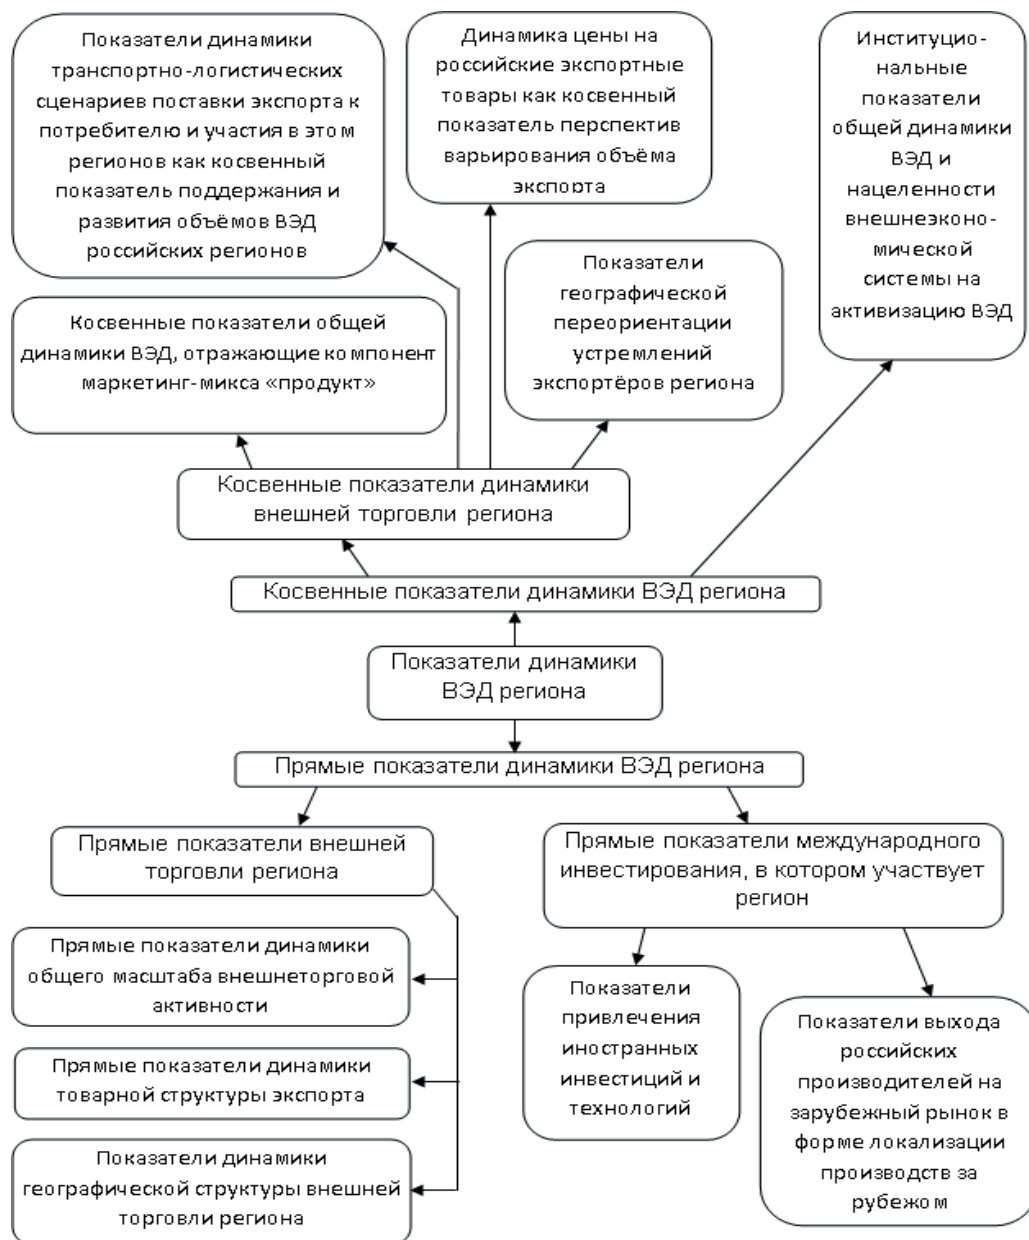 Показатели динамики
транспортно-логистических
сценариев поставки экспорта к
потребителю и участия в этом
регионов как косвенный
показатель поддержания и
развития объёмов ВЭД
российских регионов
Динамика цены на
российские экспортные
товары как косвенный
показатель перспектив
варьирования объёма
экспорта
Институцио-
нальные
показатели
общей динамики
ВЭД и
нацеленности
внешнеэконо-
мической
системы на
активизацию ВЭД
Показатели
географической
переориентации
устремлений
экспортёров региона
Косвенные показатели общей
динамики ВЭД, отражающие компонент
маркетинг-микса «продукт»
Косвенные показатели динамики
внешней торговли региона
Косвенные показатели динамики ВЭД региона
Показатели динамики
ВЭД региона
Прямые показатели динамики ВЭД региона
Прямые показатели внешней
торговли региона
Прямые показатели международного
инвестирования, в котором участвует
регион
Прямые показатели динамики
общего масштаба внешнеторговой
активности
Прямые показатели динамики
товарной структуры экспорта
Показатели динамики
географической структуры внешней
торговли региона
Показатели
привлечения
иностранных
инвестиций и
технологий
Показатели выхода
российских
производителей на
зарубежный рынок в
форме локализации
производств за
рубежом